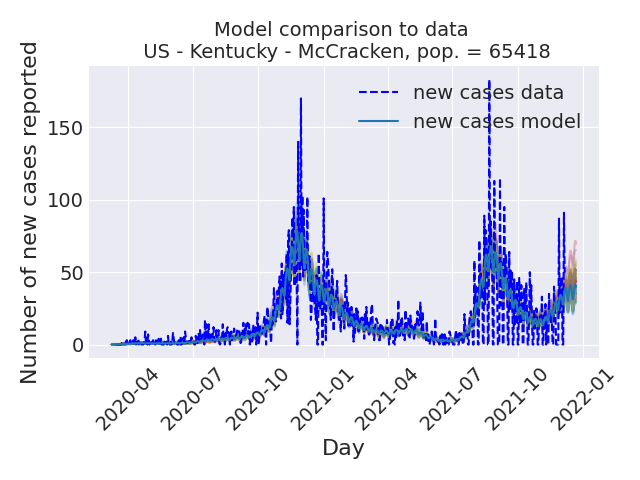 Model comparison to data
US - Kentucky - McCracken, pop. = 65418
Number of new cases reported
new cases data
new cases model
150
100
50
0
2020-04
2020-07
2020-10
2021-01
2021-04
2021-07
2021-10
2022-01
Day